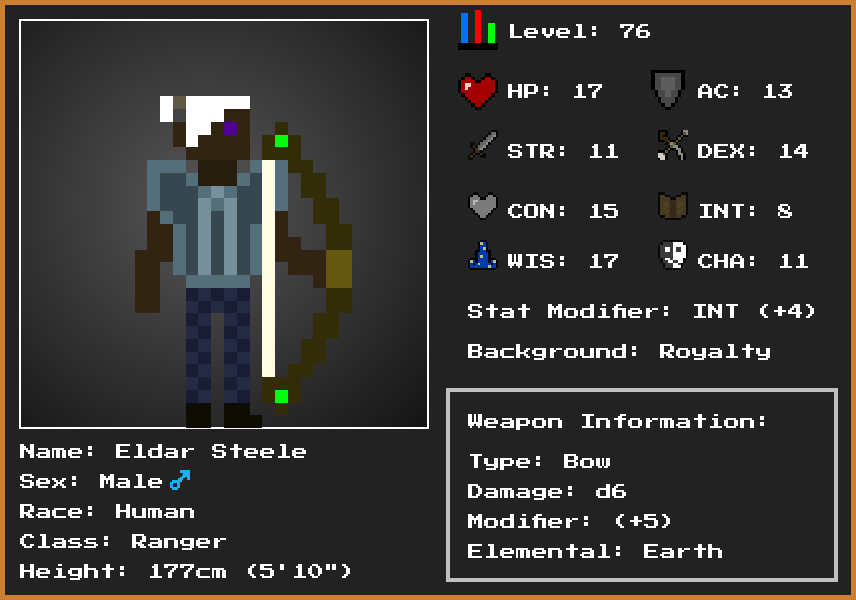 Level: 76
HP: 17 AC: 13
STR: 11 DEX: 14
CON: 15 INT: 8
WIS: 17 CHA: 11
Stat Modifier: INT (+4)
Background: Royalty
Weapon Information:
Type: Bow
Damage: d6
Modifier: (+5)
Elemental: Earth
Name: Eldar Steele
Sex: Male ♂
Race: Human
Class: Ranger
Height: 177cm (5'10")